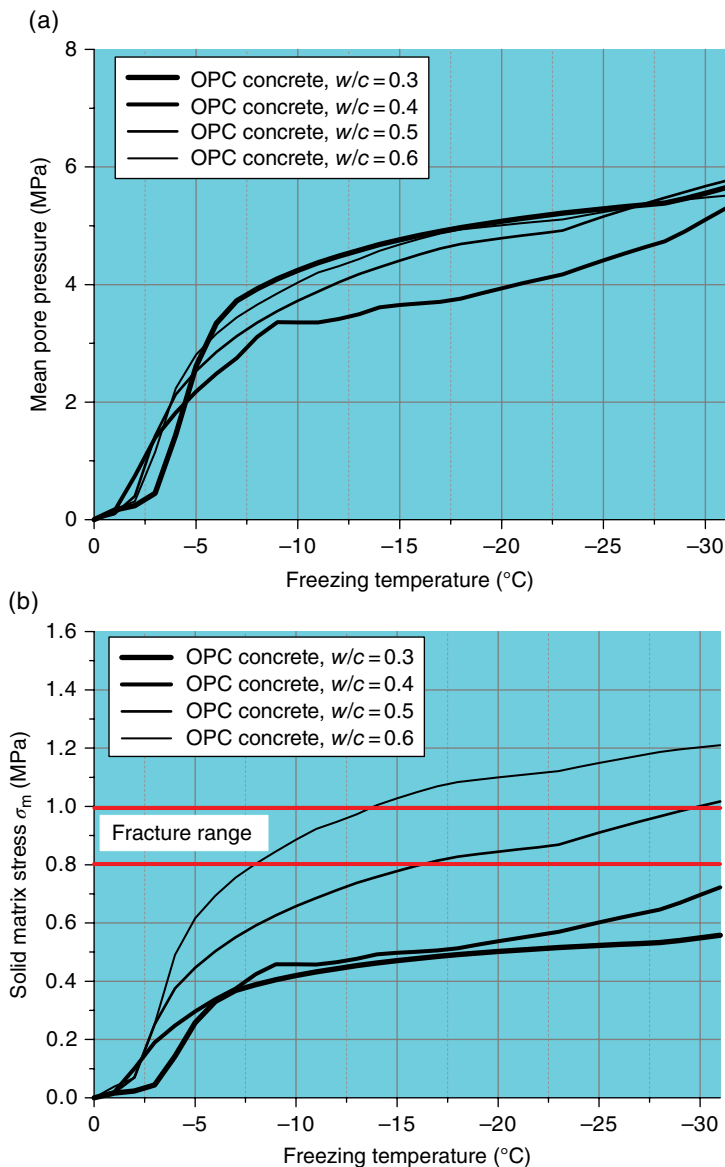 (a)
8
6
4
2
0
Mean pore pressure (MPa)
OPC concrete, w/c = 0.3
OPC concrete, w/c = 0.4
OPC concrete, w/c = 0.5
OPC concrete, w/c = 0.6
0 –5 –10 –15 –20 –25 –30
Freezing temperature (°C)
(b)
1.6
1.4
1.2
1.0
0.8
0.6
0.4
0.2
0.0
Solid matrix stress σm (MPa)
OPC concrete, w/c = 0.3
OPC concrete, w/c = 0.4
OPC concrete, w/c = 0.5
OPC concrete, w/c = 0.6
Fracture range
0 –5 –10 –15 –20 –25 –30
Freezing temperature (°C)